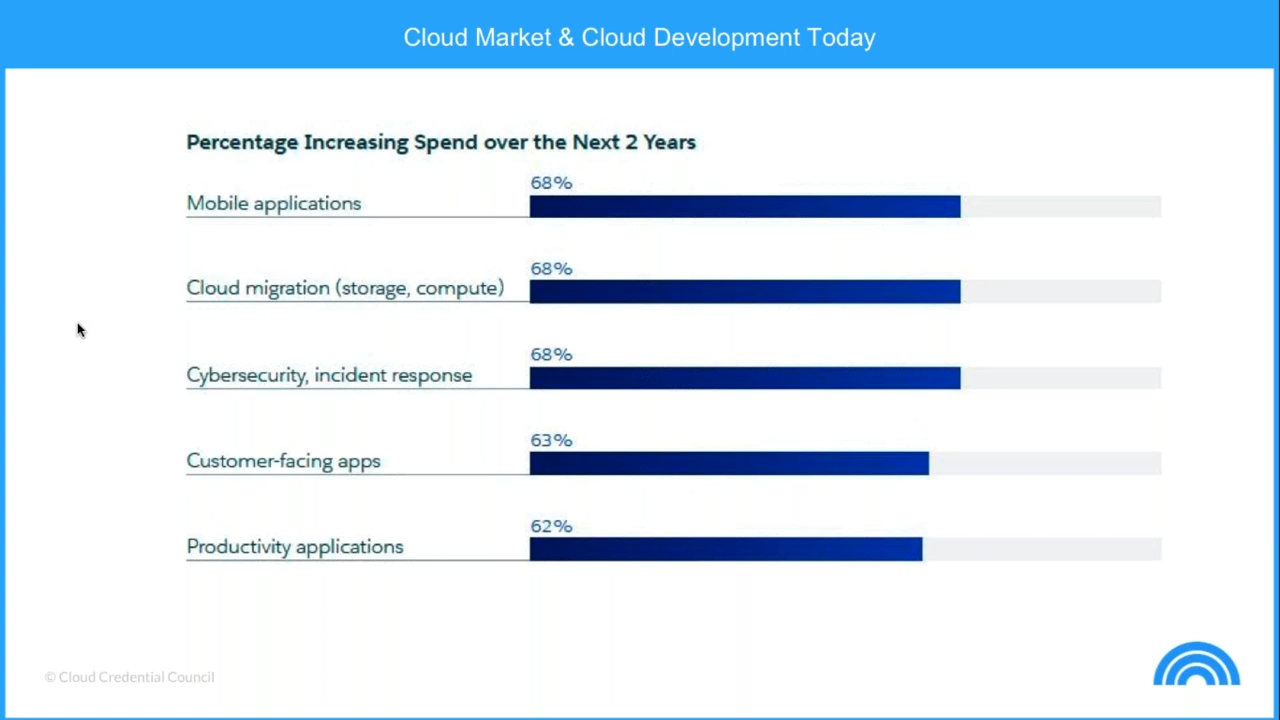 Cloud Market & Cloud Development Today
Percentage Increasing Spend over the Next 2 Years
68%
Mobile applications
68%
Cloud migration (storage, compute)
68%
Cybersecurity, incident response
63%
Customer-facing apps
62%
Productivity applications
© Cloud Credential Council